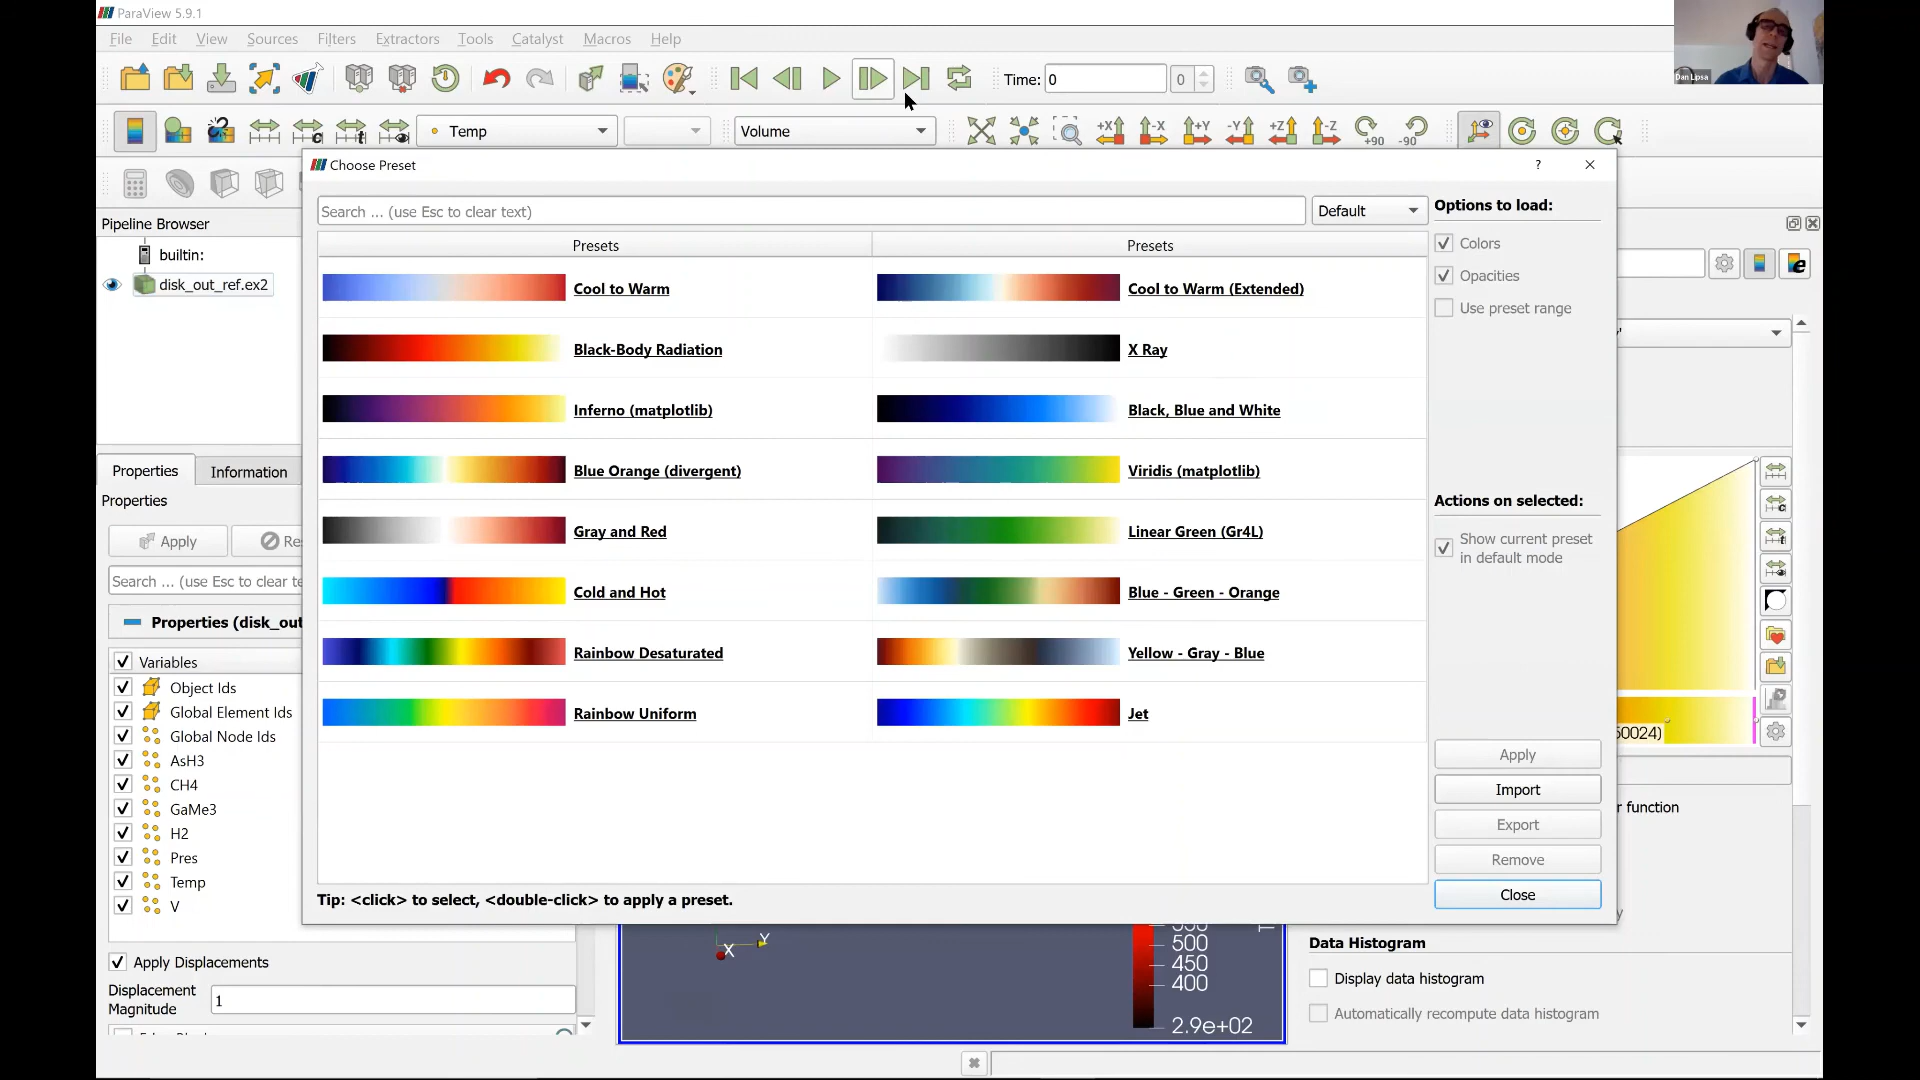 ParaView 5.9.1
File Edit View Sources Filters Extractors Tools Catalyst Macros Help
Time: 0 0
Dan Lipsa
Temp Volume
+X -X +Y -Y +Z -Z +90 -90
Choose Preset ?
Search ... (use Esc to clear text) Default
Options to load:
Pipeline Browser
Presets Presets
Colors
builtin:
Opacities
disk_out_ref.ex2
Cool to Warm Cool to Warm (Extended)
Use preset range
Black-Body Radiation X Ray
Inferno (matplotlib) Black, Blue and White
Blue Orange (divergent) Viridis (matplotlib)
Properties Information
Properties
Actions on selected:
Gray and Red Linear Green (Gr4L)
Show current preset
in default mode
Apply Res
Search ... (use Esc to clear te
Cold and Hot Blue - Green - Orange
Properties (disk_out
Rainbow Desaturated Yellow - Gray - Blue
Variables
Object Ids
Global Element Ids
Rainbow Uniform Jet
Global Node Ids
50024)
AsH3
Apply
CH4
Import
GaMe3
r function
H2
Export
Pres
Remove
Temp
Close
V
Tip: <click> to select, <double-click> to apply a preset.
X Y
500
450
400
2.9e+02
Data Histogram
Apply Displacements
Display data histogram
Displacement
Magnitude 1
Automatically recompute data histogram